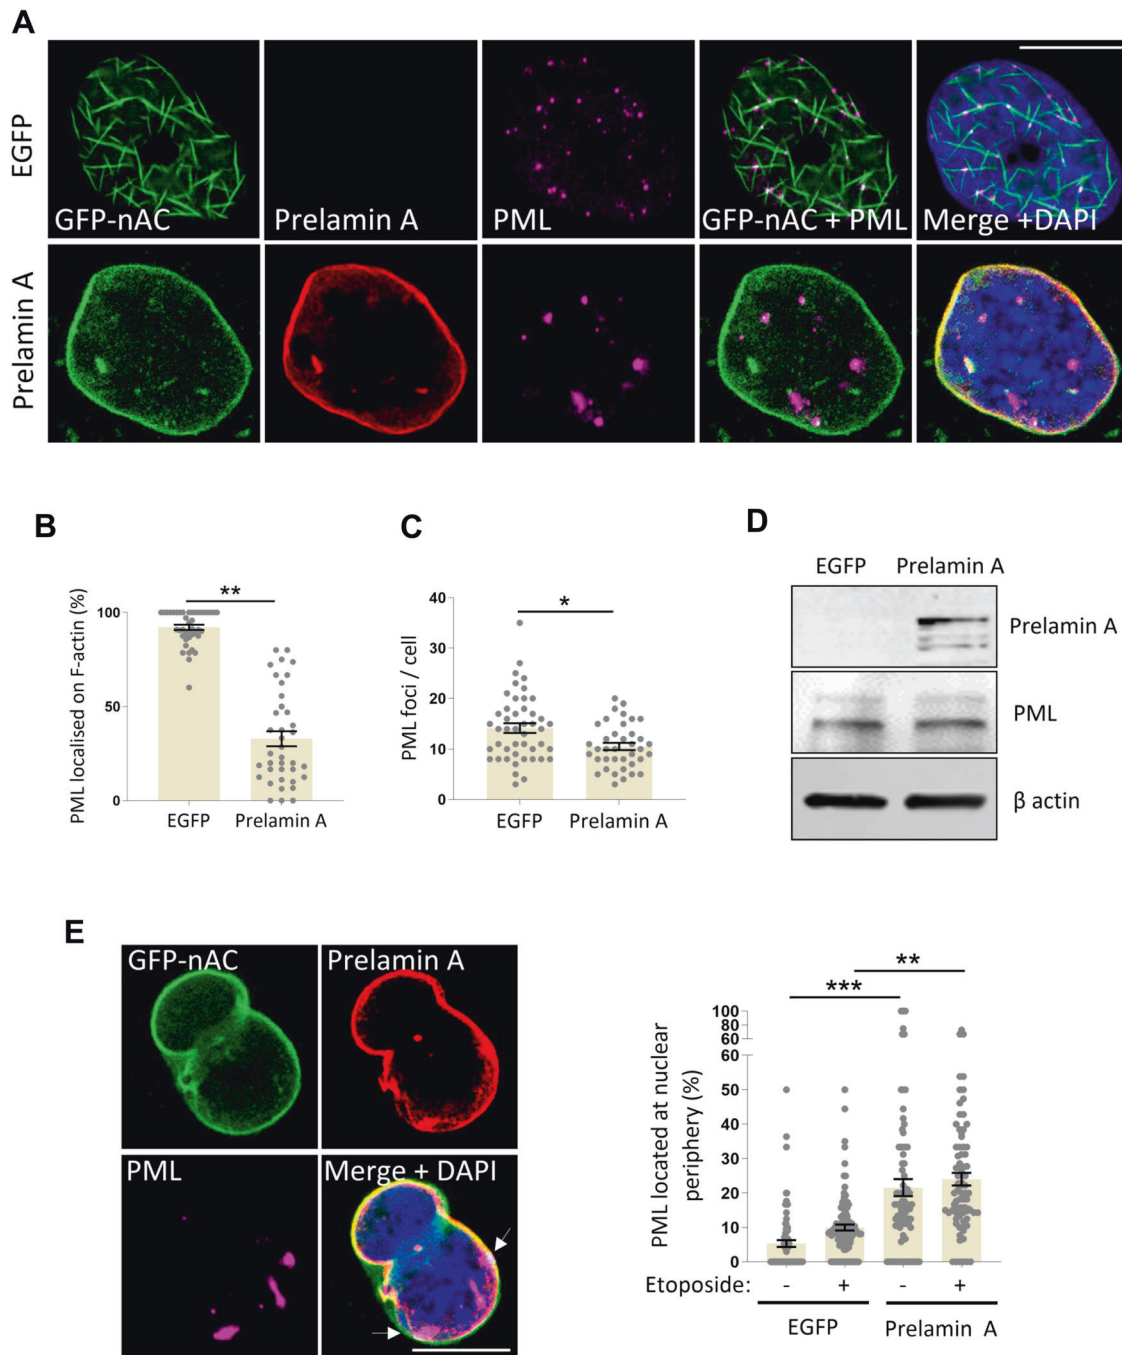 A
EGFP
GFP-nAC
Prelamin A
PML
GFP-nAC + PML
Merge +DAPI
Prelamin A
B
PML localised on F-actin (%)
100
50
0
**
EGFP
Prelamin A
C
PML foci / cell
40
30
20
10
0
*
EGFP
Prelamin A
D
EGFP
Prelamin A
Prelamin A
PML
β actin
E
GFP-nAC
Prelamin A
PML
Merge + DAPI
PML located at nuclear
periphery (%)
100
80
60
60
50
40
30
20
10
0
***
**
Etoposide:
-
+
-
+
EGFP
Prelamin A